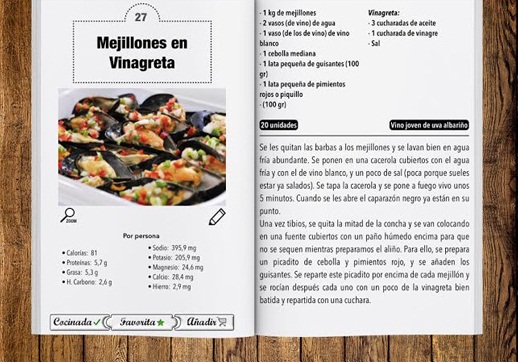 27
Mejillones en
Vinagreta
ZOOM
Por persona
• Calorías: 81
• Proteínas: 5,7 g
• Grasa: 5,3 g
• H. Carbono: 2,6 g
• Sodio: 395,9 mg
• Potasio: 205,9 mg
• Magnesio: 24,6 mg
• Calcio: 28,4 mg
• Hierro: 2,9 mg
Cocinada
Favorita
Añadir
- 1 kg de mejillones
- 2 vasos (de vino) de agua
- 1 vaso (de los de vino) de vino
blanco
- 1 cebolla mediana
- 1 lata pequeña de guisantes (100
gr)
- 1 lata pequeña de pimientos
rojos o piquillo
- (100 gr)
Vinagreta:
- 3 cucharadas de aceite
- 1 cucharada de vinagre
- Sal
20 unidades
Vino joven de uva albariño
Se les quitan las barbas a los mejillones y se lavan bien en agua
fría abundante. Se ponen en una cacerola cubiertos con el agua
fría y con el de vino blanco, y un poco de sal (poca porque sueles
estar ya salados). Se tapa la cacerola y se pone a fuego vivo unos
5 minutos. Cuando se les abre el caparazón negro ya están en su
punto.
Una vez tibios, se quita la mitad de la concha y se van colocando
en una fuente cubiertos con un paño húmedo encima para que
no se sequen mientras preparamos el aliño. Para ello, se prepara
un picadito de cebolla y pimientos rojo, y se añaden los
guisantes. Se reparte este picadito por encima de cada mejillón y
se rocían después cada uno con un poco de la vinagreta bien
batida y repartida con una cuchara.